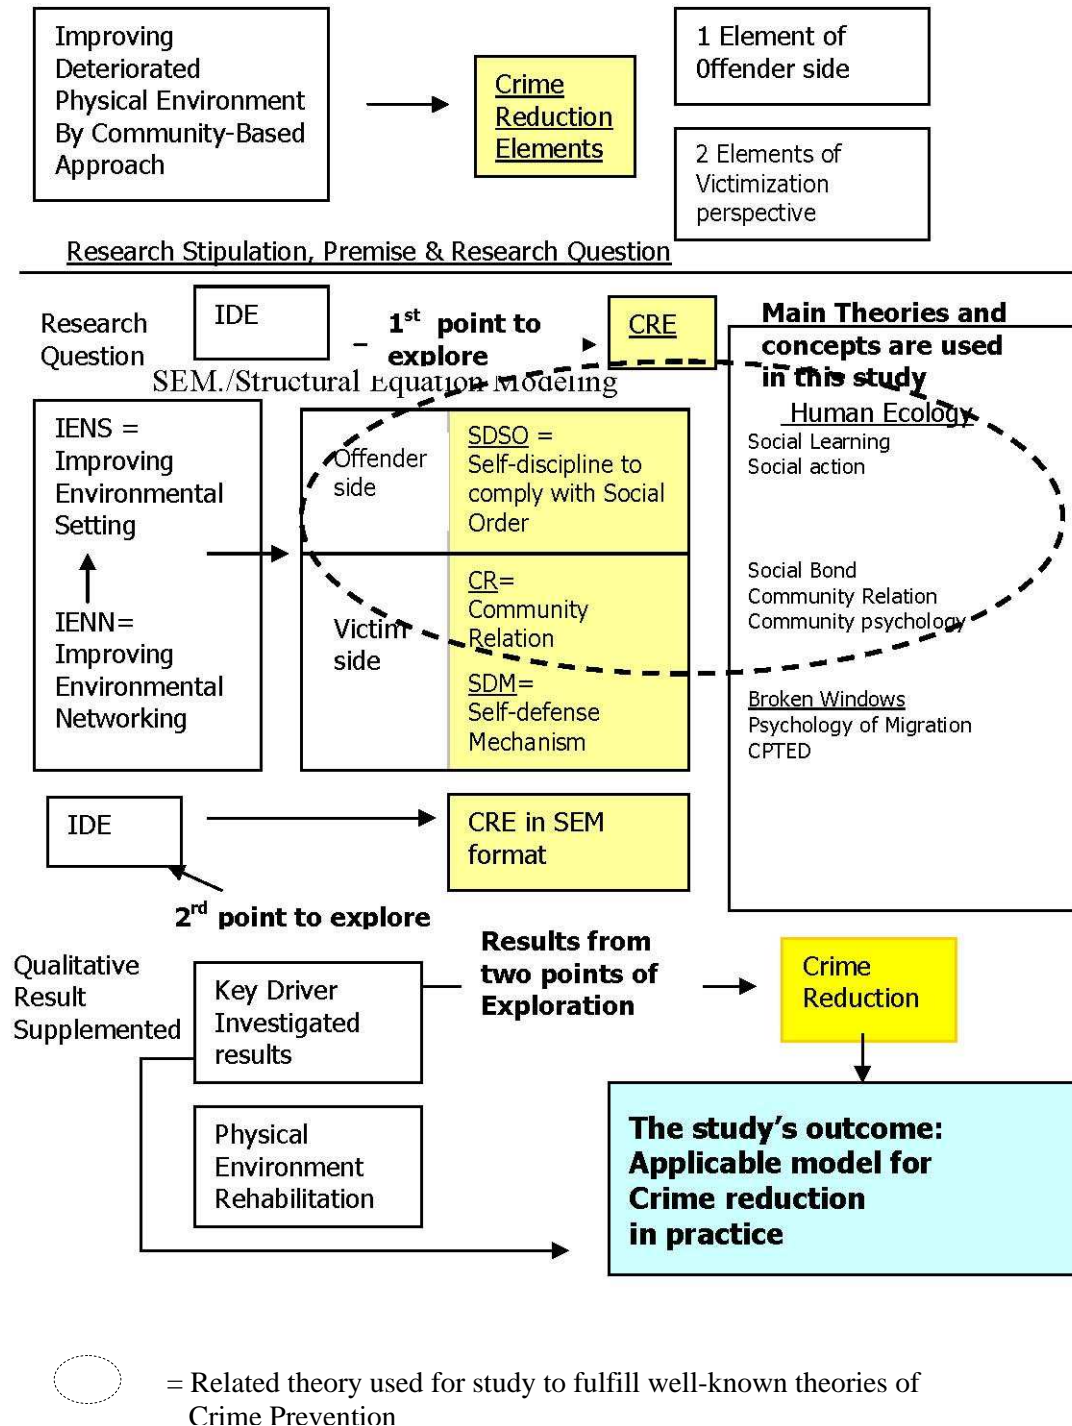 Improving
Deteriorated
Physical Environment
By Community-Based
Approach
Crime
Reduction
Elements
1 Element of
Offender side
2 Elements of
Victimization
perspective
Research Stipulation, Premise & Research Question
Research
Question
IDE
1st point to
explore
CRE
Main Theories and
concepts are used
in this study
SEM./Structural Equation Modeling
IENS =
Improving
Environmental
Setting
IENN=
Improving
Environmental
Networking
Offender
side
SDSO =
Self-discipline to
comply with Social
Order
Victim
side
CR=
Community
Relation
SDM=
Self-defense
Mechanism
Human Ecology
Social Learning
Social action
Social Bond
Community Relation
Community psychology
Broken Windows
Psychology of Migration
CPTED
IDE
CRE in SEM
format
2rd point to explore
Qualitative
Result
Supplemented
Key Driver
Investigated
results
Results from
two points of
Exploration
Crime
Reduction
Physical
Environment
Rehabilitation
The study's outcome:
Applicable model for
Crime reduction
in practice
= Related theory used for study to fulfill well-known theories of
Crime Prevention